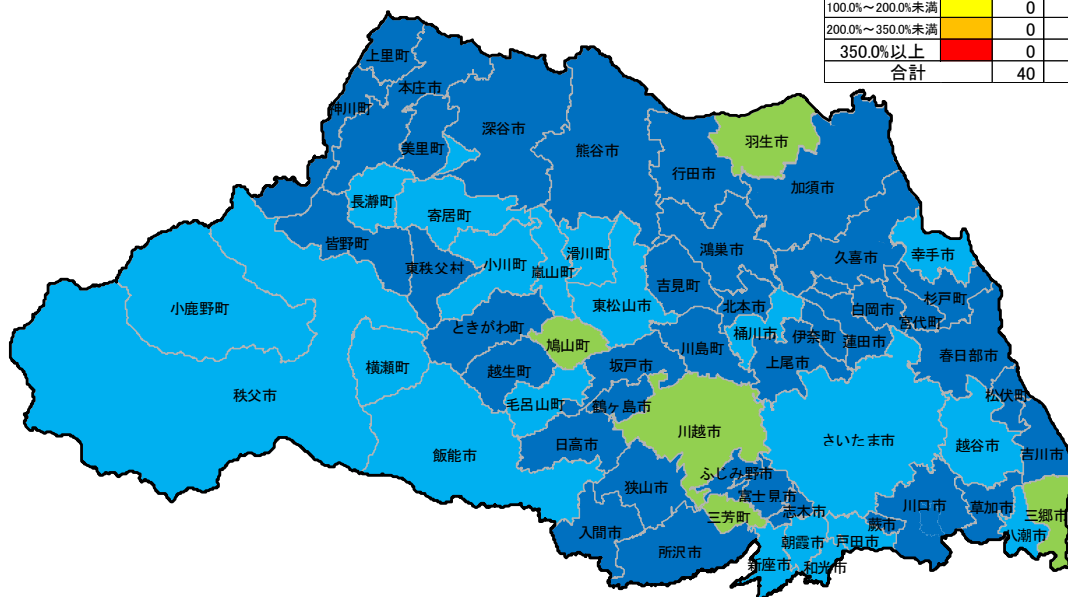 100.0%～200.0%未満 0
200.0%～350.0%未満 0
350.0%以上 0
合計 40
上里町
本庄市
神川町
美里町
深谷市
熊谷市
羽生市
行田市
加須市
長瀞町
寄居町
皆野町
東秩父村
小川町
嵐山町
滑川町
東松山市
吉見町
鴻巣市
久喜市
幸手市
北本市
白岡市
杉戸町
宮代町
小鹿野町
ときがわ町
鳩山町
桶川市
伊奈町
蓮田市
横瀬町
越生町
坂戸市
川島町
上尾市
春日部市
松伏町
秩父市
毛呂山町
鶴ヶ島市
川越市
さいたま市
越谷市
吉川市
飯能市
日高市
ふじみ野市
狭山市
富士見市
三芳町
志木市
川口市
草加市
三郷市
入間市
所沢市
朝霞市
戸田市
蕨市
八潮市
新座市
和光市